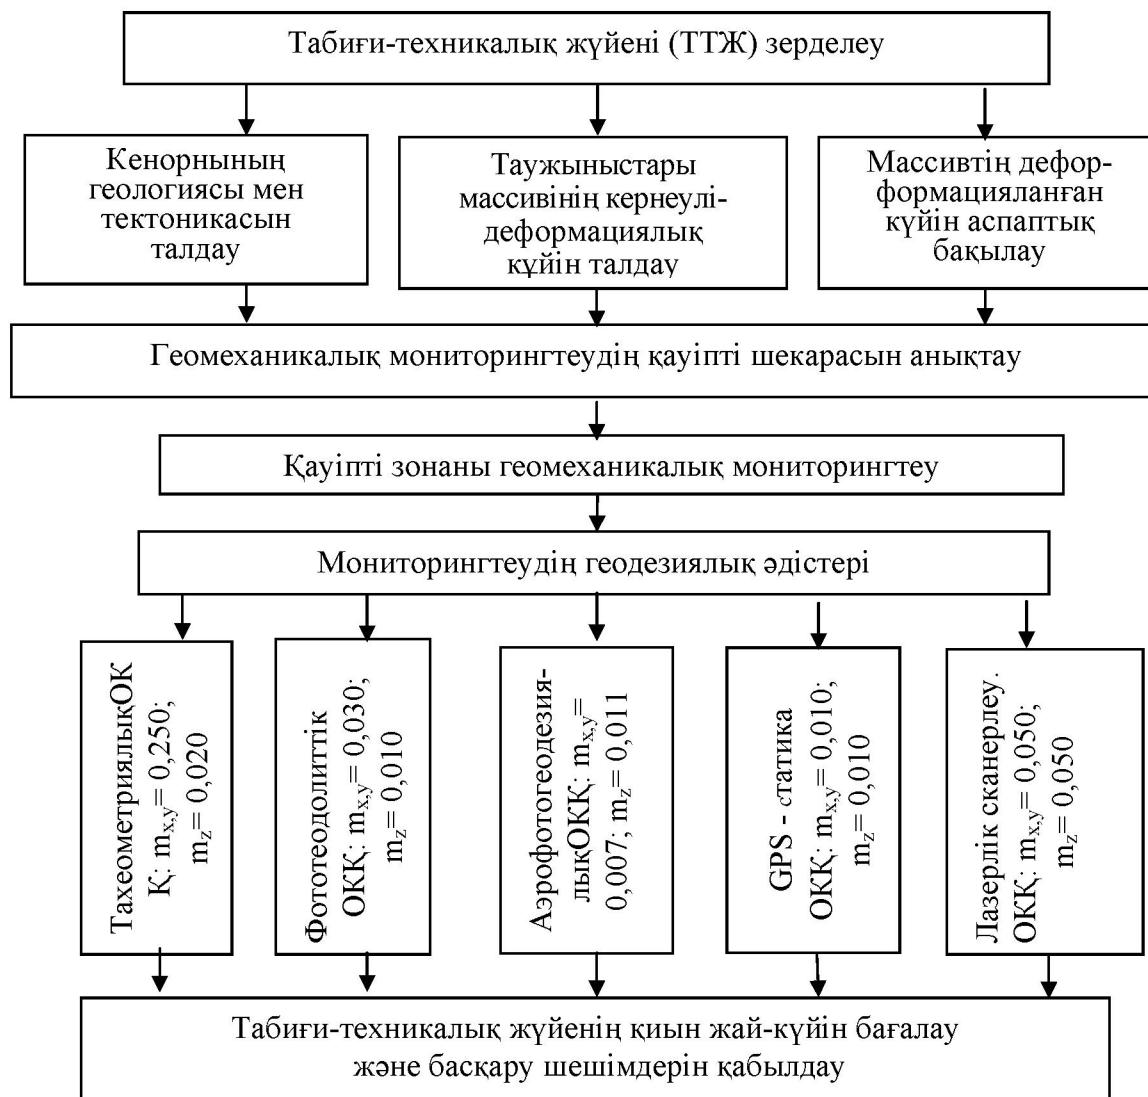 Табиғи-техникалық жүйені (ТТЖ) зерделеу
Кенорнының
геологиясы мен
тектоникасын
талдау
Таужыныстары
массивінің кернеулі-
деформациялық
күйін талдау
Массивтің дефор-
формацияланған
күйін аспаптық
бақылау
Геомеханикалық мониторингтеудің қауіпті шекарасын анықтау
Қауіпті зонаны геомеханикалық мониторингтеу
Мониторингтеудің геодезиялық әдістері
ТахеометриялықОК
Қ: mx,y= 0,250;
mz= 0,020
Фототеодолиттік
ОКҚ: mx,y= 0,030;
mz= 0,010
Аэрофотогеодезия-
лықОКҚ: mx,y=
0,007; mz= 0,011
GPS - статика
ОКҚ: mx,y= 0,010;
mz= 0,010
Лазерлік сканерлеу.
ОКҚ: mx,y= 0,050;
mz= 0,050
Табиғи-техникалық жүйенің қиын жай-күйін бағалау
және басқару шешімдерін қабылдау